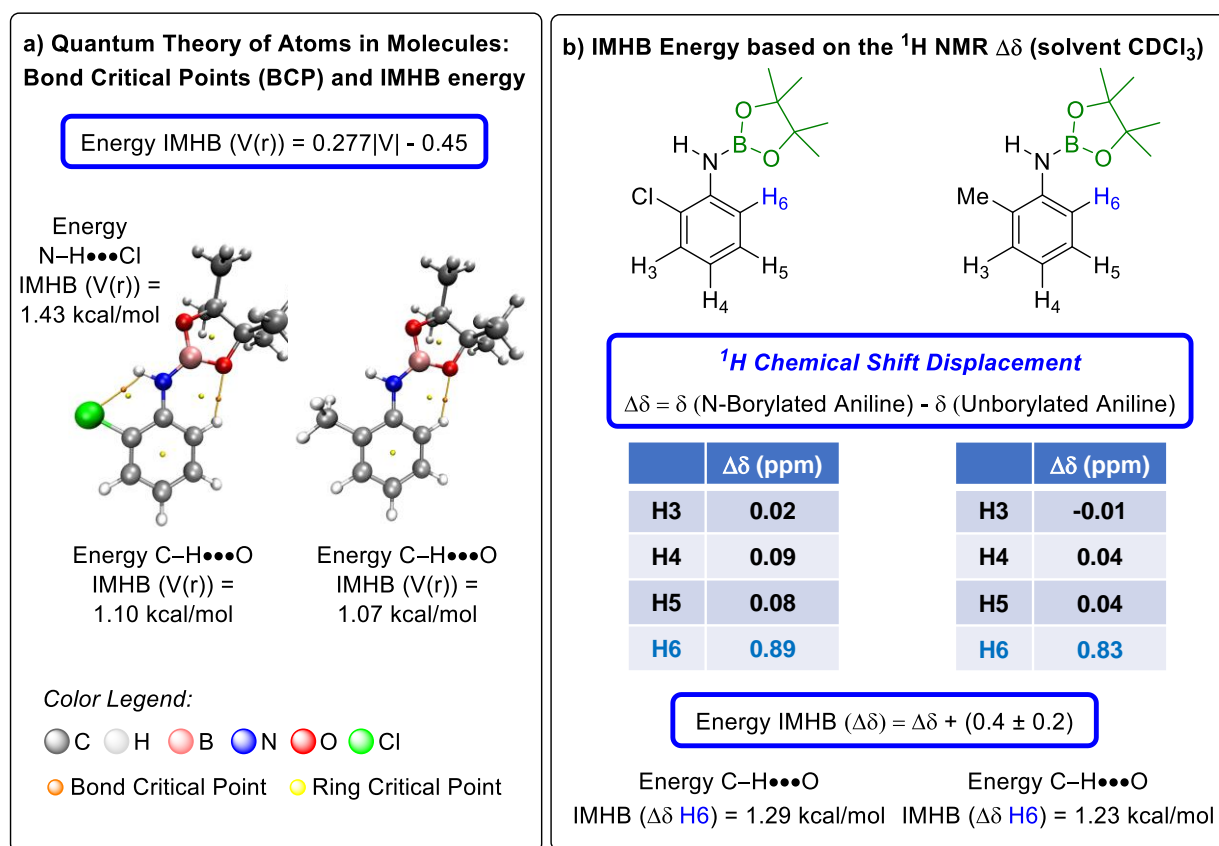 a) Quantum Theory of Atoms in Molecules:
Bond Critical Points (BCP) and IMHB energy
Energy IMHB (V(r)) = 0.277|V| - 0.45
Energy
N–H•••Cl
IMHB (V(r)) =
1.43 kcal/mol
Energy C–H•••O
IMHB (V(r)) =
1.10 kcal/mol
Energy C–H•••O
IMHB (V(r)) =
1.07 kcal/mol
Color Legend:
C H B N O Cl
Bond Critical Point Ring Critical Point
b) IMHB Energy based on the ¹H NMR Δδ (solvent CDCl₃)
O
H B
N O
Cl H₆
H₃ H₅
H₄
O
H B
N O
Me H₆
H₃ H₅
H₄
¹H Chemical Shift Displacement
Δδ = δ (N-Borylated Aniline) - δ (Unborylated Aniline)
Δδ (ppm)
H3 0.02
H4 0.09
H5 0.08
H6 0.89
Δδ (ppm)
H3 -0.01
H4 0.04
H5 0.04
H6 0.83
Energy IMHB (Δδ) = Δδ + (0.4 ± 0.2)
Energy C–H•••O
IMHB (Δδ H6) = 1.29 kcal/mol
Energy C–H•••O
IMHB (Δδ H6) = 1.23 kcal/mol